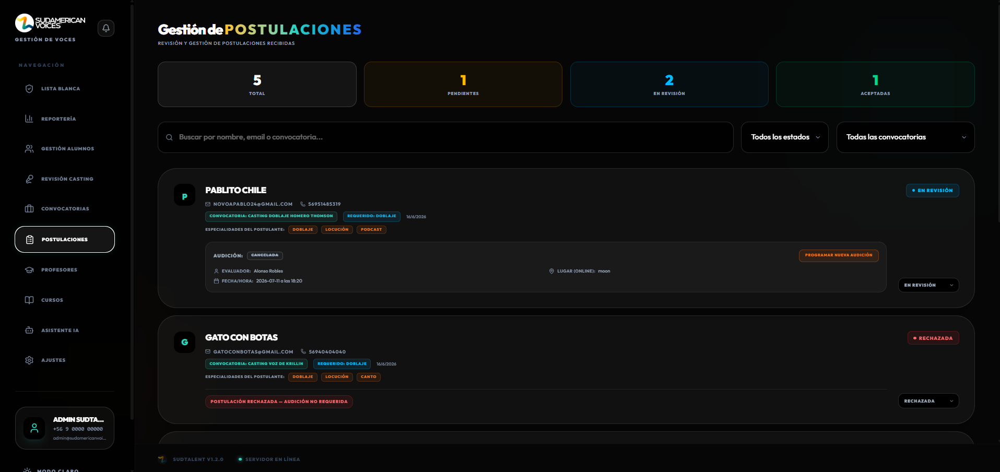 SUDAMERICAN
VOICES
GESTIÓN DE VOCES
NAVEGACIÓN
LISTA BLANCA
REPORTERÍA
GESTIÓN ALUMNOS
REVISIÓN CASTING
CONVOCATORIAS
POSTULACIONES
PROFESORES
CURSOS
ASISTENTE IA
AJUSTES
ADMIN SUDTA...
+56 9 0000 00000
admin@sudamericanvoi...
MODO CLARO
Gestión de POSTULACIONES
REVISIÓN Y GESTIÓN DE POSTULACIONES RECIBIDAS
5
TOTAL
1
PENDIENTES
2
EN REVISIÓN
1
ACEPTADAS
Buscar por nombre, email o convocatoria...
Todos los estados
Todas las convocatorias
P
PABLITO CHILE
EN REVISIÓN
NOVOAPABLO24@GMAIL.COM 56951485319
CONVOCATORIA: CASTING DOBLAJE HOMERO THOMSON REQUERIDO: DOBLAJE 16/6/2026
ESPECIALIDADES DEL POSTULANTE: DOBLAJE LOCUCIÓN PODCAST
AUDICIÓN: CANCELADA PROGRAMAR NUEVA AUDICIÓN
EVALUADOR: Alonso Robles LUGAR (ONLINE): moon
FECHA/HORA: 2026-07-11 a las 18:20
EN REVISIÓN
G
GATO CON BOTAS
RECHAZADA
GATOCONBOTAS@GMAIL.COM 56940404040
CONVOCATORIA: CASTING VOZ DE KRILLIN REQUERIDO: DOBLAJE 16/6/2026
ESPECIALIDADES DEL POSTULANTE: DOBLAJE LOCUCIÓN CANTO
POSTULACIÓN RECHAZADA — AUDICIÓN NO REQUERIDA
RECHAZADA
SUDTALENT V1.2.0 SERVIDOR EN LÍNEA